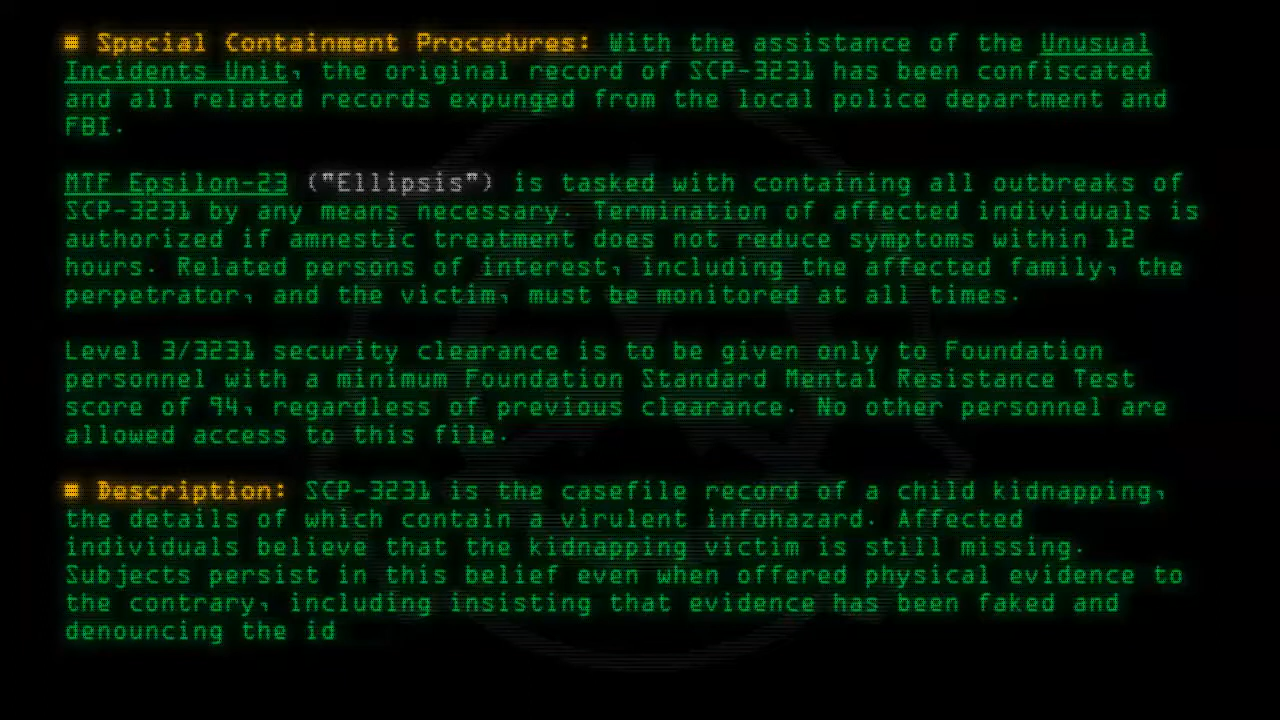 ■ Special Containment Procedures: With the assistance of the Unusual
Incidents Unit, the original record of SCP-3231 has been confiscated
and all related records expunged from the local police department and
FBI.
MTF Epsilon-23 ("Ellipsis") is tasked with containing all outbreaks of
SCP-3231 by any means necessary. Termination of affected individuals is
authorized if amnestic treatment does not reduce symptoms within 12
hours. Related persons of interest, including the affected family, the
perpetrator, and the victim, must be monitored at all times.
Level 3/3231 security clearance is to be given only to Foundation
personnel with a minimum Foundation Standard Mental Resistance Test
score of 94, regardless of previous clearance. No other personnel are
allowed access to this file.
■ Description: SCP-3231 is the casefile record of a child kidnapping,
the details of which contain a virulent infohazard. Affected
individuals believe that the kidnapping victim is still missing.
Subjects persist in this belief even when offered physical evidence to
the contrary, including insisting that evidence has been faked and
denouncing the id